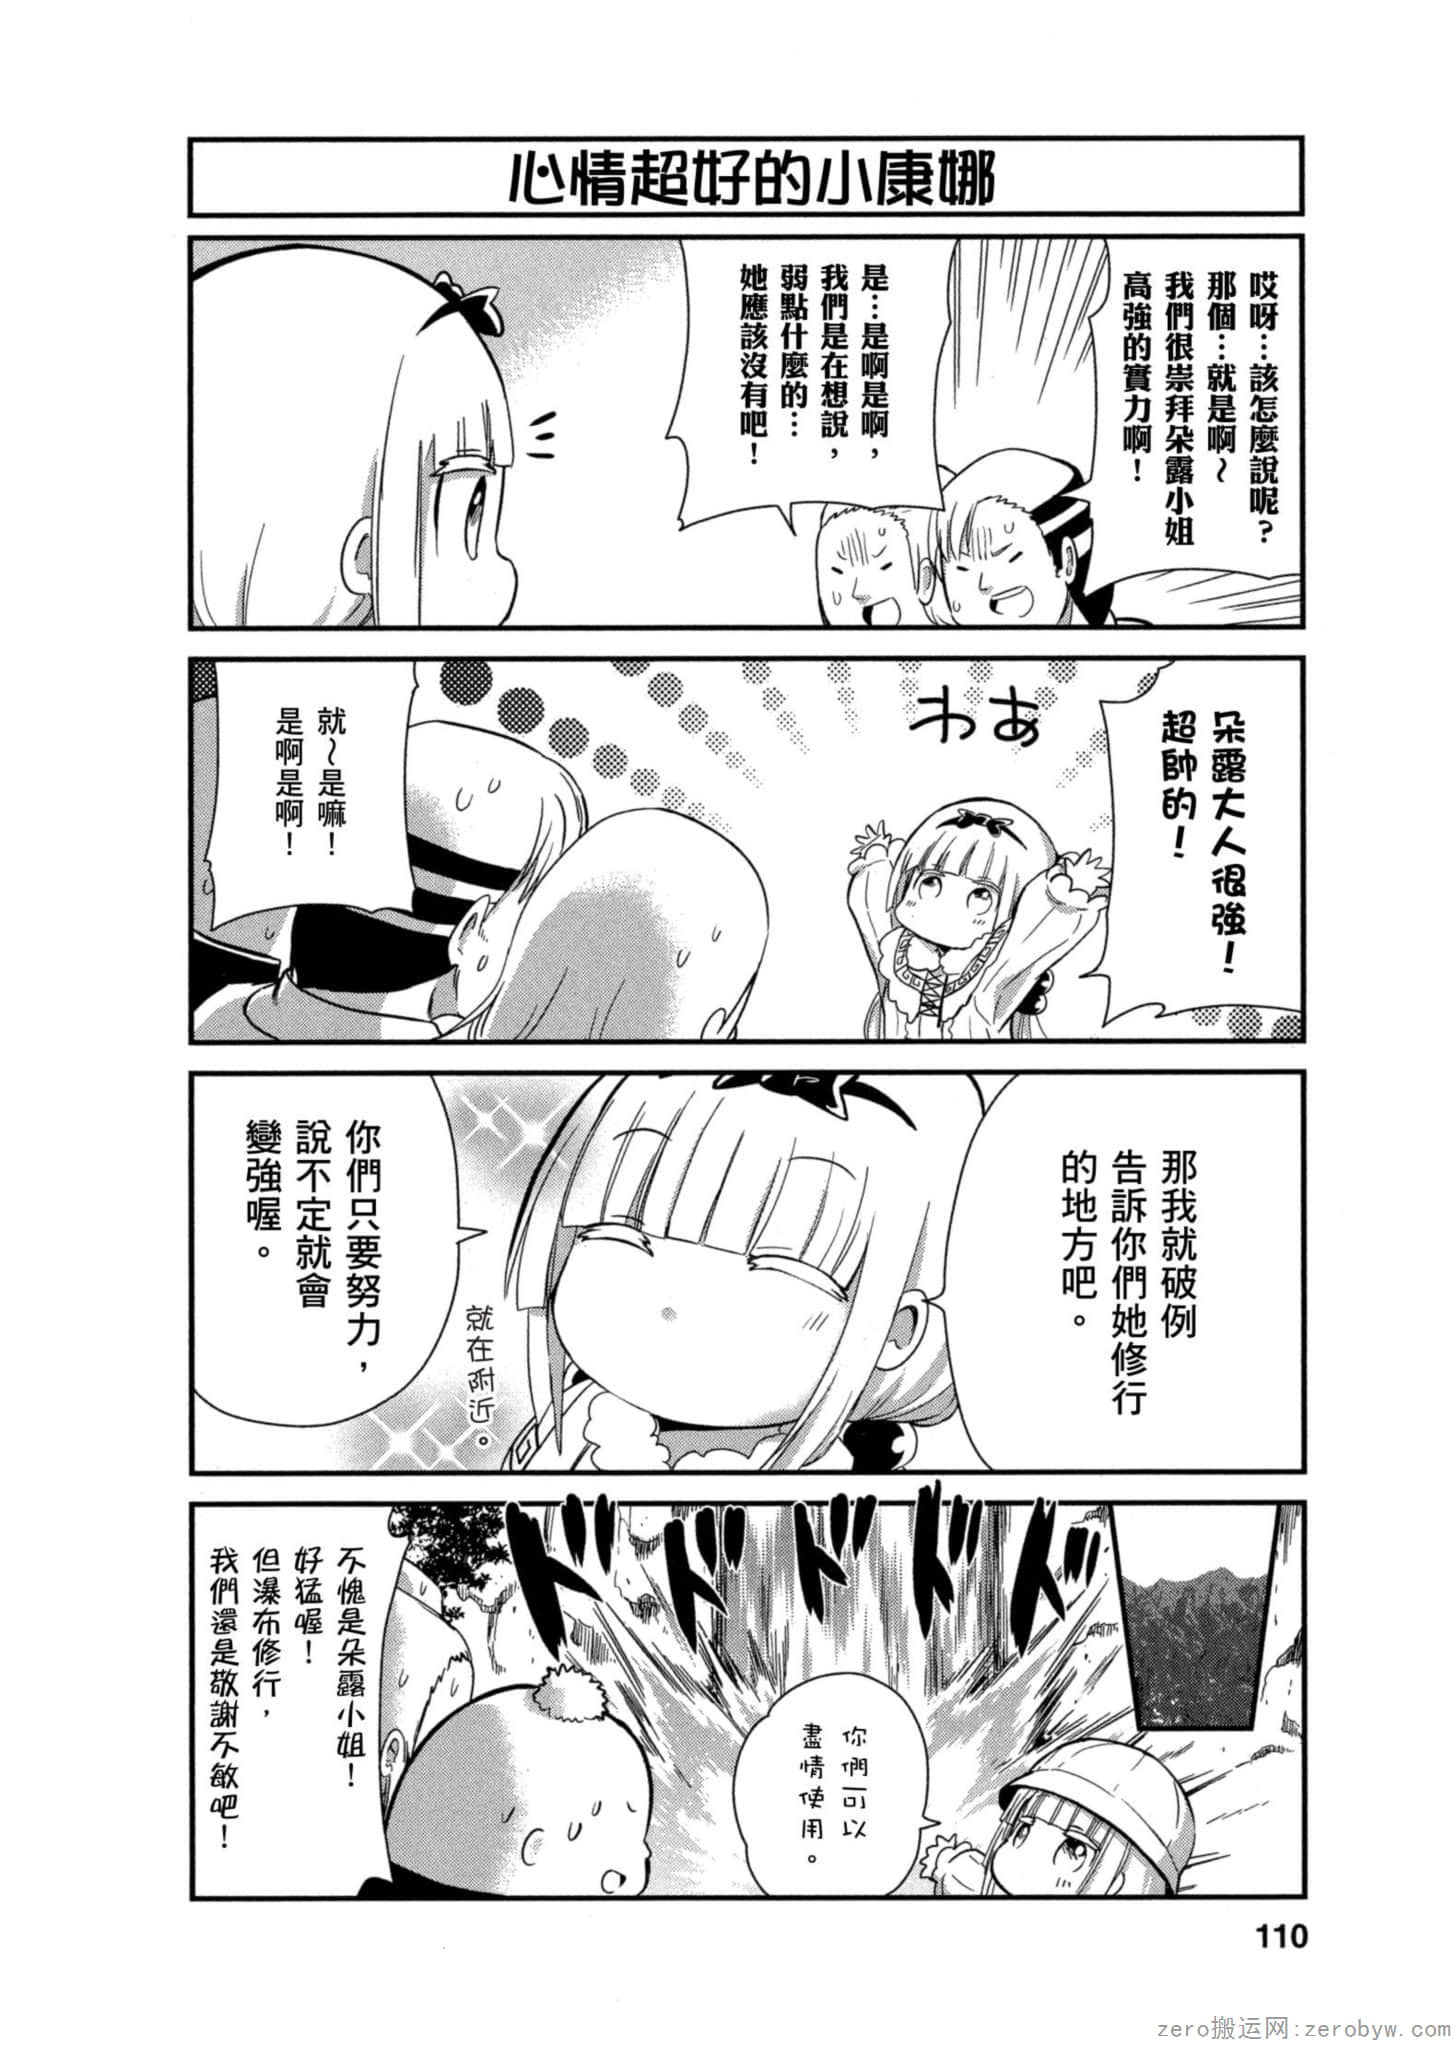 心情超好的小康娜
哎呀…該怎麼說呢？
那個…就是啊～
我們很崇拜朵露小姐
高強的實力啊！
是…是啊是啊，
我們是在想說，
弱點什麼的…
她應該沒有吧！
朵露大人很強！
超帥的！
わあ
就～是嘛！
是啊是啊！
那我就破例
告訴你們她修行
的地方吧。
你們只要努力，
說不定就會
變強喔。
就在附近。
ドドドドド
你們可以
盡情使用。
不愧是朵露小姐！
好猛喔！
但瀑布修行，
我們還是敬謝不敏吧！
110
zero搬运网:zerobyw.com